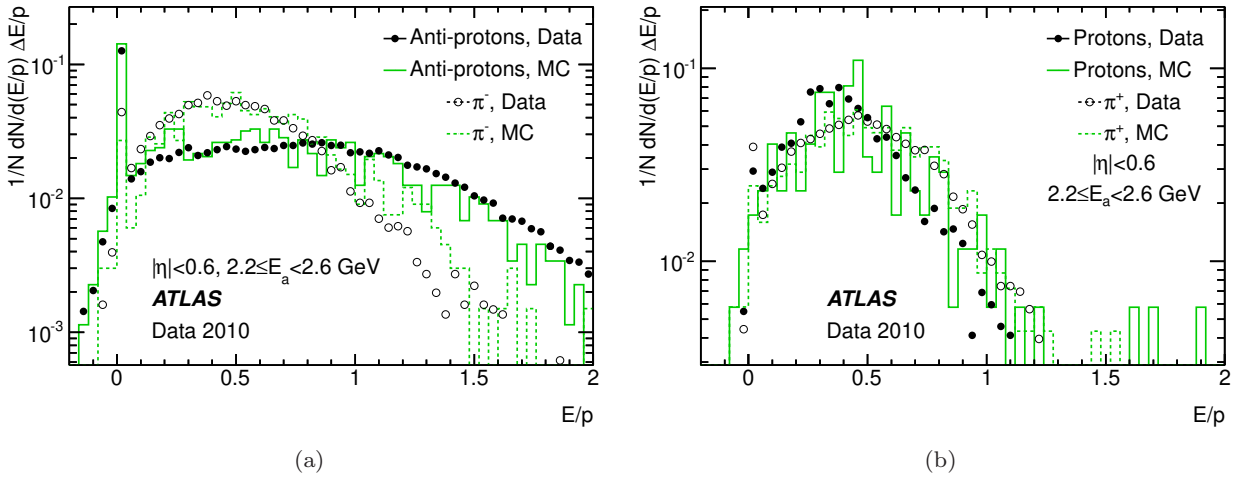 1/N dN/d(E/p) ΔE/p
10⁻¹
10⁻²
10⁻³
Anti-protons, Data
Anti-protons, MC
π⁻, Data
π⁻, MC
|η|<0.6, 2.2≤E_a<2.6 GeV
ATLAS
Data 2010
0 0.5 1 1.5 2
E/p
(a)
1/N dN/d(E/p) ΔE/p
10⁻¹
10⁻²
Protons, Data
Protons, MC
π⁺, Data
π⁺, MC
|η|<0.6
2.2≤E_a<2.6 GeV
ATLAS
Data 2010
0 0.5 1 1.5 2
E/p
(b)